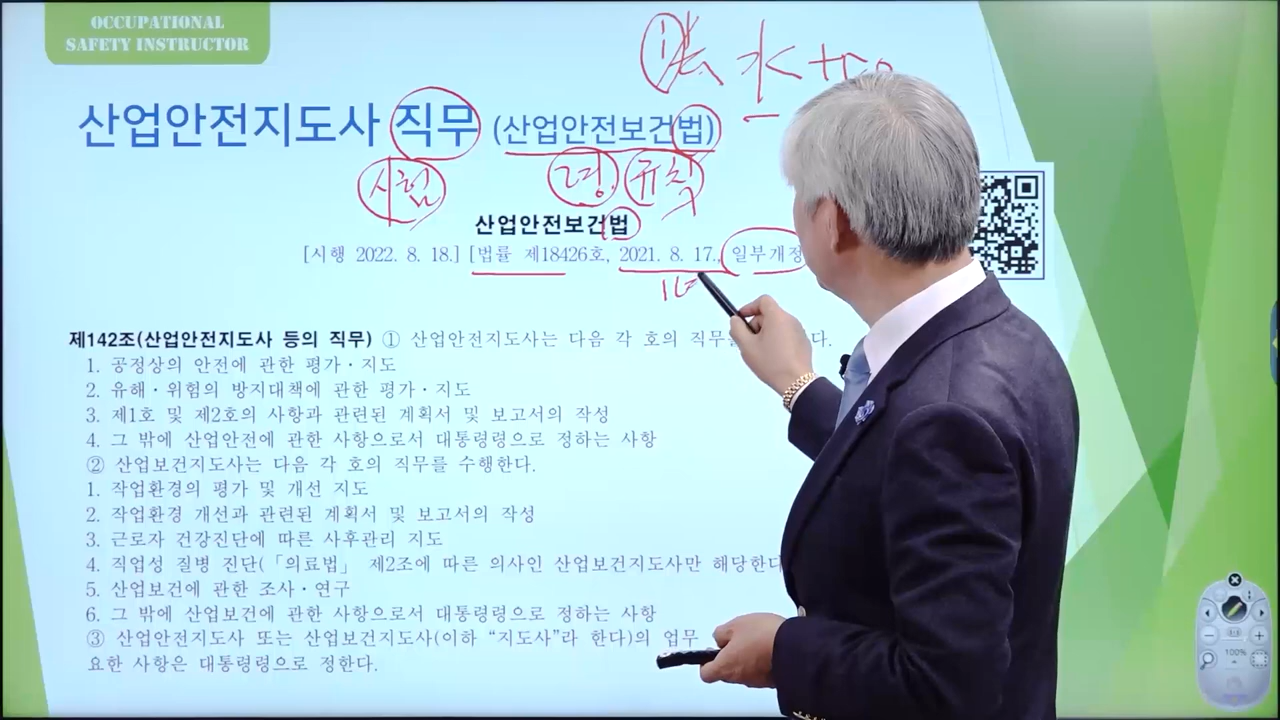 OCCUPATIONAL
SAFETY INSTRUCTOR
水 +
산업안전지도사 직무 (산업안전보건법)
시험 령. 규칙
산업안전보건법
[시행 2022. 8. 18.] [법률 제18426호, 2021. 8. 17., 일부개정
1년
제142조(산업안전지도사 등의 직무) ① 산업안전지도사는 다음 각 호의 직무를 다.
1. 공정상의 안전에 관한 평가·지도
2. 유해·위험의 방지대책에 관한 평가·지도
3. 제1호 및 제2호의 사항과 관련된 계획서 및 보고서의 작성
4. 그 밖에 산업안전에 관한 사항으로서 대통령령으로 정하는 사항
② 산업보건지도사는 다음 각 호의 직무를 수행한다.
1. 작업환경의 평가 및 개선 지도
2. 작업환경 개선과 관련된 계획서 및 보고서의 작성
3. 근로자 건강진단에 따른 사후관리 지도
4. 직업성 질병 진단(「의료법」 제2조에 따른 의사인 산업보건지도사만 해당한다
5. 산업보건에 관한 조사·연구
6. 그 밖에 산업보건에 관한 사항으로서 대통령령으로 정하는 사항
③ 산업안전지도사 또는 산업보건지도사(이하 “지도사”라 한다)의 업무
요한 사항은 대통령령으로 정한다.
100%